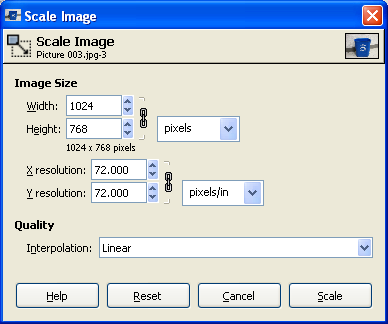 Scale Image
Scale Image
Picture 003.jpg-3
Image Size
Width: 1024
Height: 768 pixels
1024 x 768 pixels
X resolution: 72.000
Y resolution: 72.000 pixels/in
Quality
Interpolation: Linear
Help Reset Cancel Scale